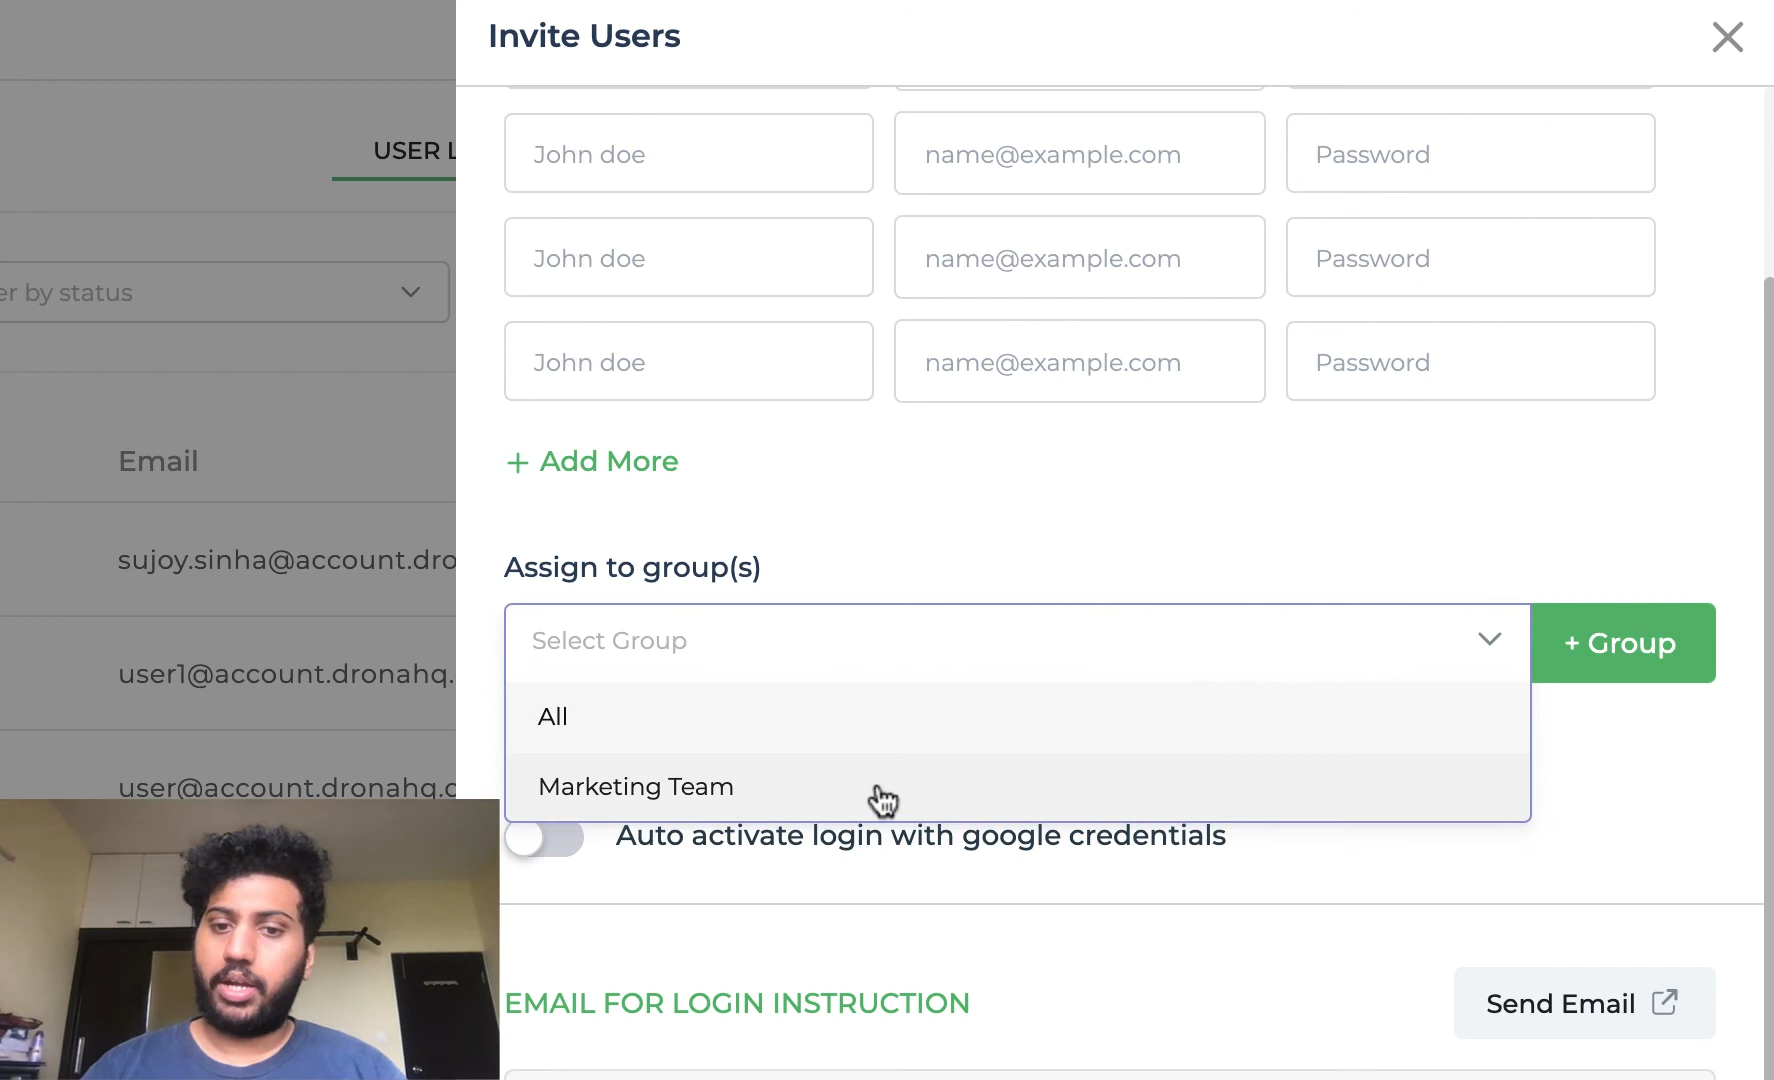 Invite Users
USER L
John doe name@example.com Password
John doe name@example.com Password
er by status
John doe name@example.com Password
Email
+ Add More
sujoy.sinha@account.dro
Assign to group(s)
Select Group
+ Group
user1@account.dronahq.
All
user@account.dronahq.c
Marketing Team
Auto activate login with google credentials
EMAIL FOR LOGIN INSTRUCTION
Send Email